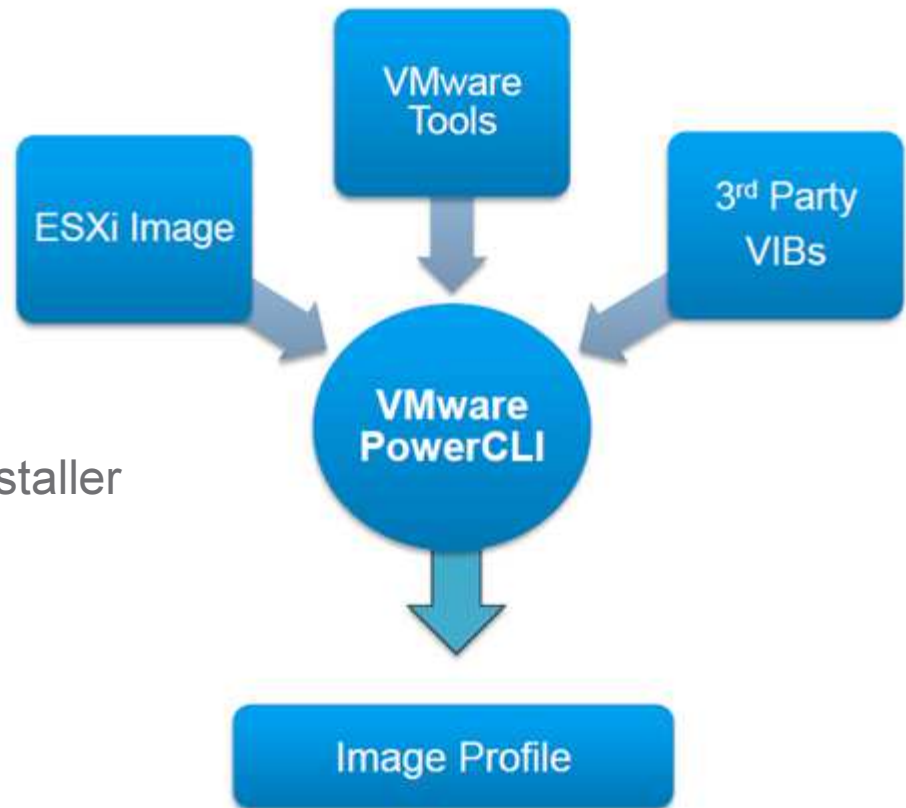 VMware
Tools
ESXi Image
3rd Party
VIBs
VMware
PowerCLI
staller
Image Profile